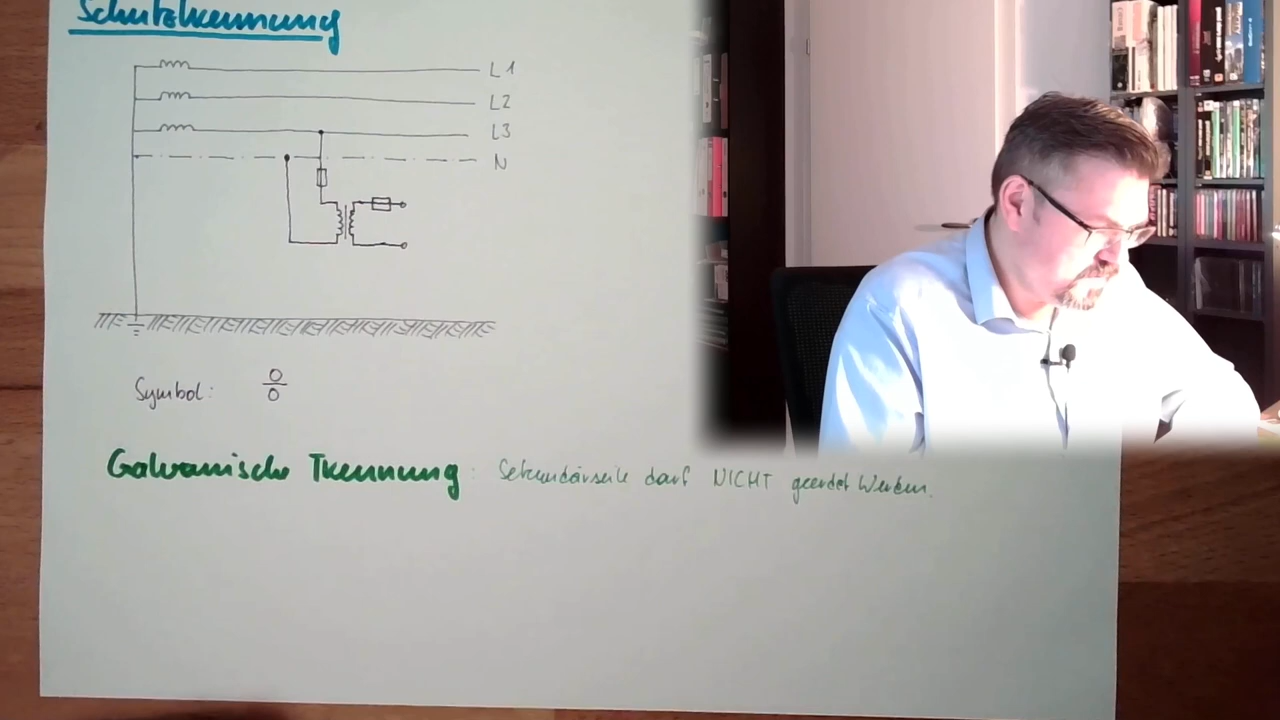 Schutztrennung
L1
L2
L3
N
Symbol:
Galvanische Trennung: Sekundärseite darf NICHT geerdet werden.